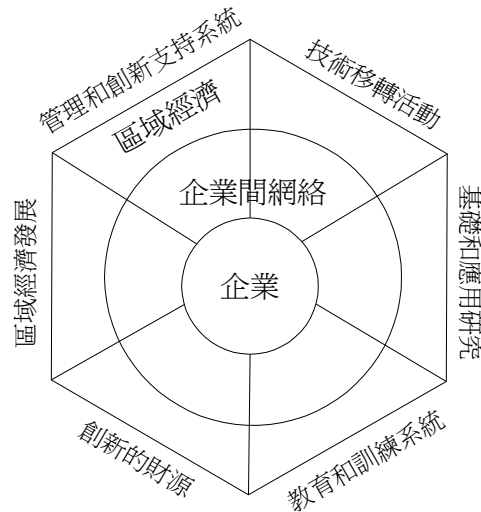 管理和創新支持系統
技術移轉活動
區域經濟
企業間網絡
企業
區域經濟發展
基礎和應用研究
創新的財源
教育和訓練系統